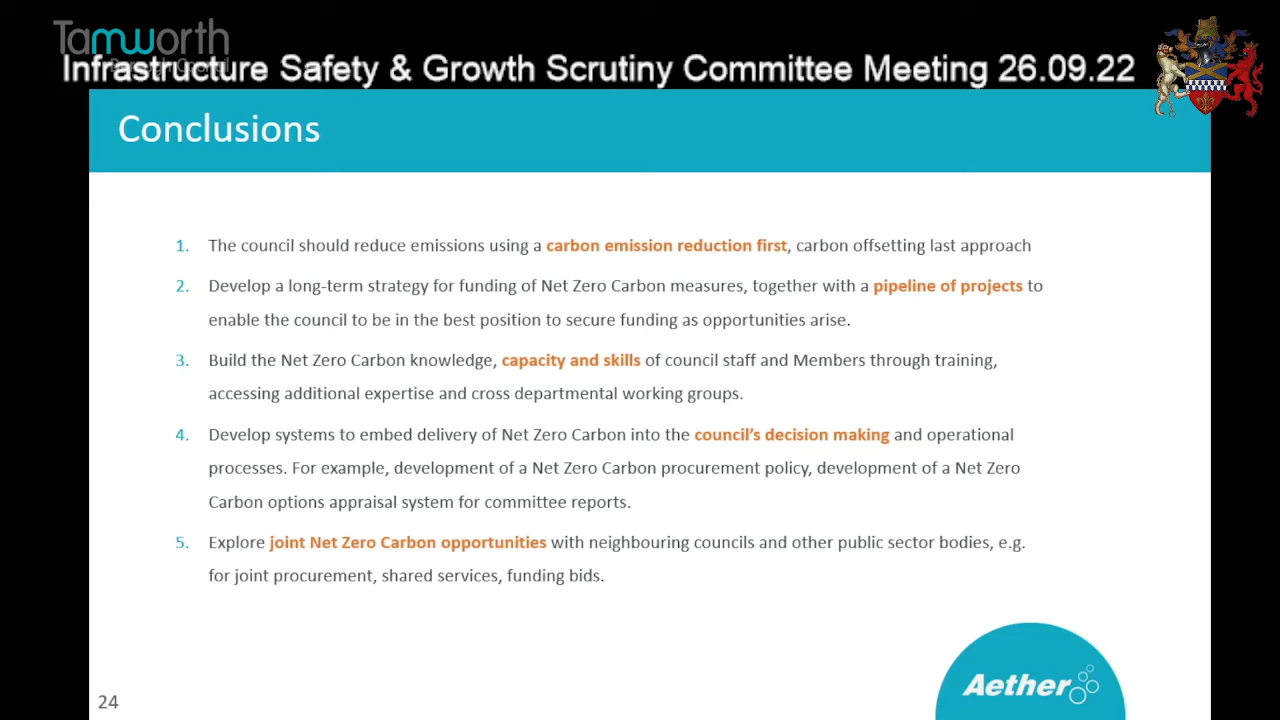 Tamworth
Borough Council
Infrastructure Safety & Growth Scrutiny Committee Meeting 26.09.22
Conclusions
1. The council should reduce emissions using a carbon emission reduction first, carbon offsetting last approach
2. Develop a long-term strategy for funding of Net Zero Carbon measures, together with a pipeline of projects to
enable the council to be in the best position to secure funding as opportunities arise.
3. Build the Net Zero Carbon knowledge, capacity and skills of council staff and Members through training,
accessing additional expertise and cross departmental working groups.
4. Develop systems to embed delivery of Net Zero Carbon into the council's decision making and operational
processes. For example, development of a Net Zero Carbon procurement policy, development of a Net Zero
Carbon options appraisal system for committee reports.
5. Explore joint Net Zero Carbon opportunities with neighbouring councils and other public sector bodies, e.g.
for joint procurement, shared services, funding bids.
Aether
24